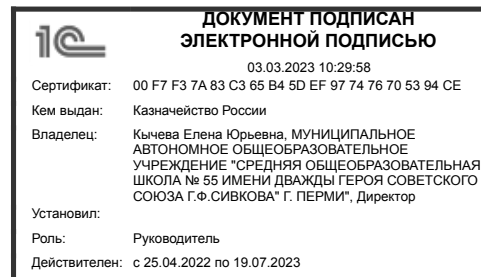 1С
ДОКУМЕНТ ПОДПИСАН
ЭЛЕКТРОННОЙ ПОДПИСЬЮ
03.03.2023 10:29:58
Сертификат: 00 F7 F3 7A 83 C3 65 B4 5D EF 97 74 76 70 53 94 CE
Кем выдан: Казначейство России
Владелец: Кычева Елена Юрьевна, МУНИЦИПАЛЬНОЕ
АВТОНОМНОЕ ОБЩЕОБРАЗОВАТЕЛЬНОЕ
УЧРЕЖДЕНИЕ "СРЕДНЯЯ ОБЩЕОБРАЗОВАТЕЛЬНАЯ
ШКОЛА № 55 ИМЕНИ ДВАЖДЫ ГЕРОЯ СОВЕТСКОГО
СОЮЗА Г.Ф.СИВКОВА" Г. ПЕРМИ", Директор
Установил:
Роль: Руководитель
Действителен: с 25.04.2022 по 19.07.2023